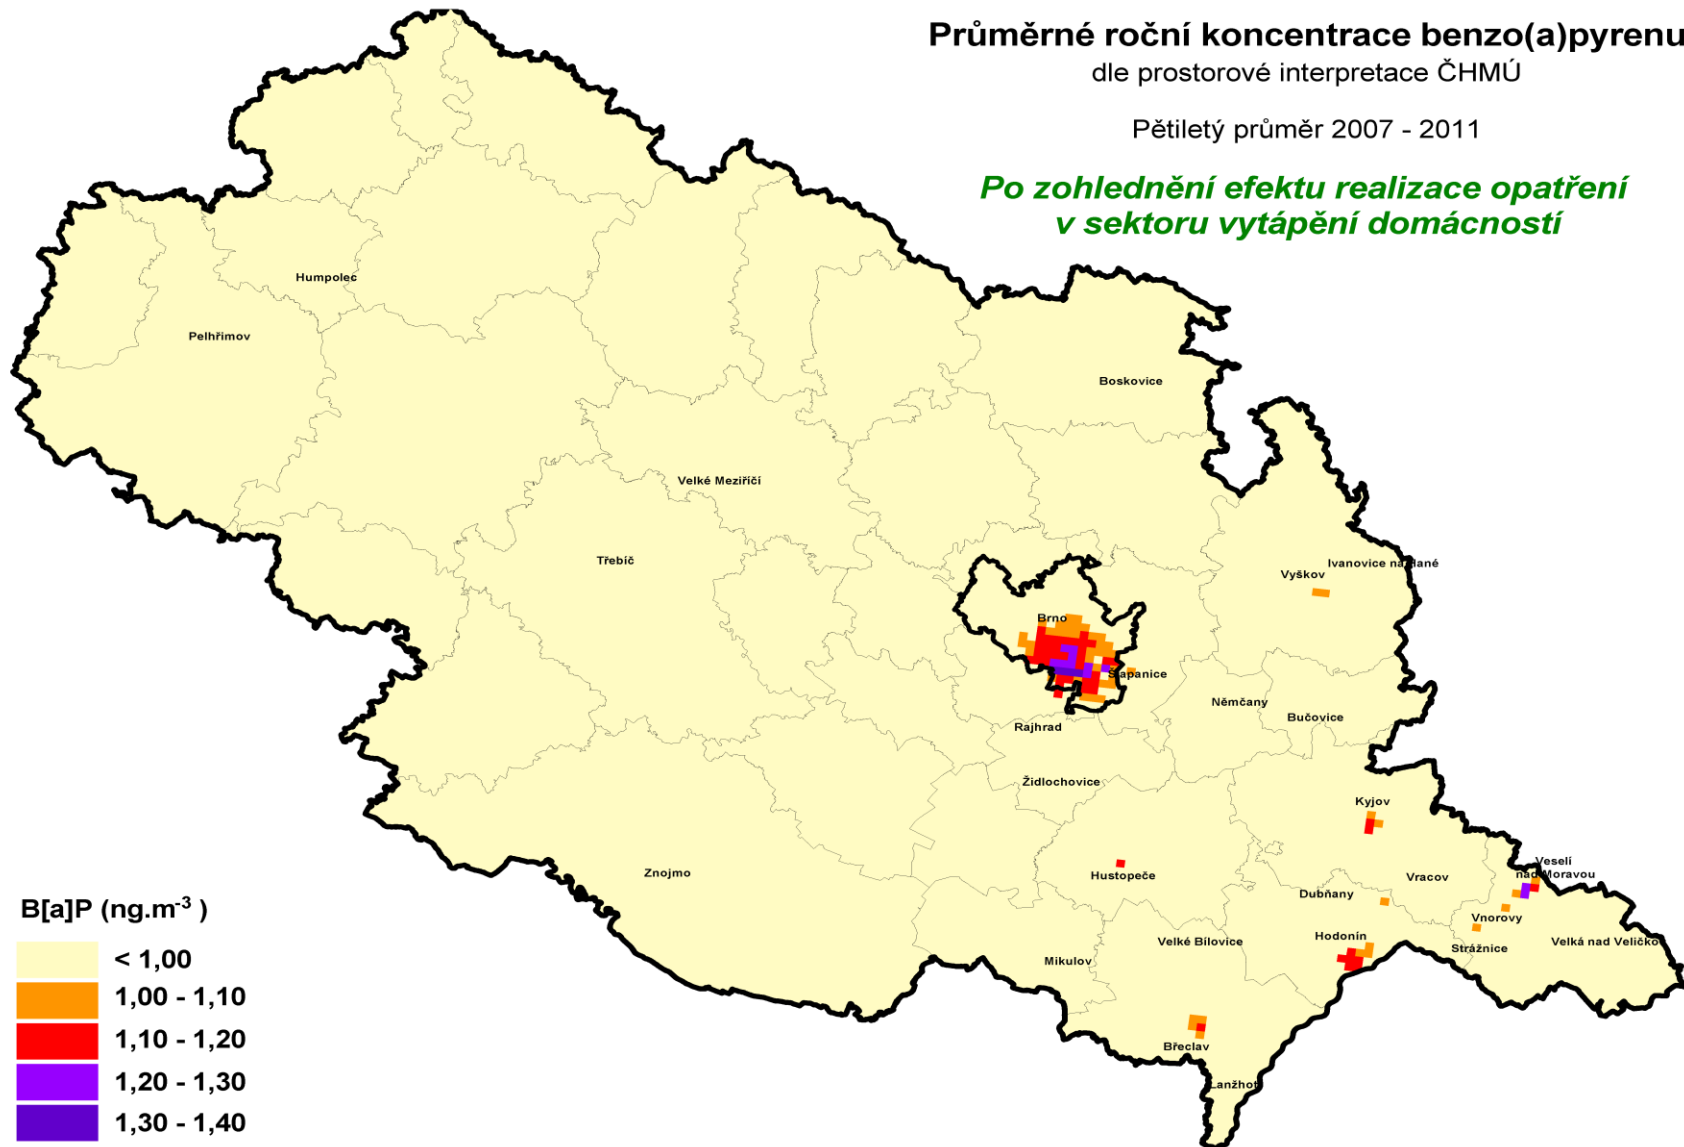 Průměrné roční koncentrace benzo(a)pyrenu
dle prostorové interpretace ČHMÚ
Pětiletý průměr 2007 - 2011
Po zohlednění efektu realizace opatření
v sektoru vytápění domácností
Humpolec
Pelhřimov
Boskovice
Velké Meziříčí
Třebíč
Ivanovice na Hané
Vyškov
Brno
Šlapanice
Němčany
Bučovice
Rajhrad
Židlochovice
Kyjov
Znojmo
Hustopeče
Veselí
nad Moravou
Vracov
Dubňany
Vnorovy
Hodonín
Velké Bílovice
Strážnice
Velká nad Veličkou
Mikulov
Břeclav
Lanžhot
B[a]P (ng.m⁻³ )
< 1,00
1,00 - 1,10
1,10 - 1,20
1,20 - 1,30
1,30 - 1,40